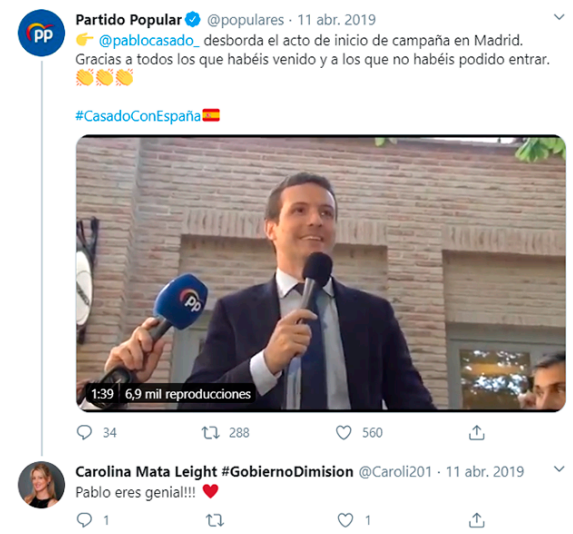 Partido Popular @populares · 11 abr. 2019
👉 @pablocasado_ desborda el acto de inicio de campaña en Madrid.
Gracias a todos los que habéis venido y a los que no habéis podido entrar.
👏👏👏
#CasadoConEspaña🇪🇸
pp
pp
1:39 6,9 mil reproducciones
34 288 560
Carolina Mata Leight #GobiernoDimision @Caroli201 · 11 abr. 2019
Pablo eres genial!!! ❤️
1 1